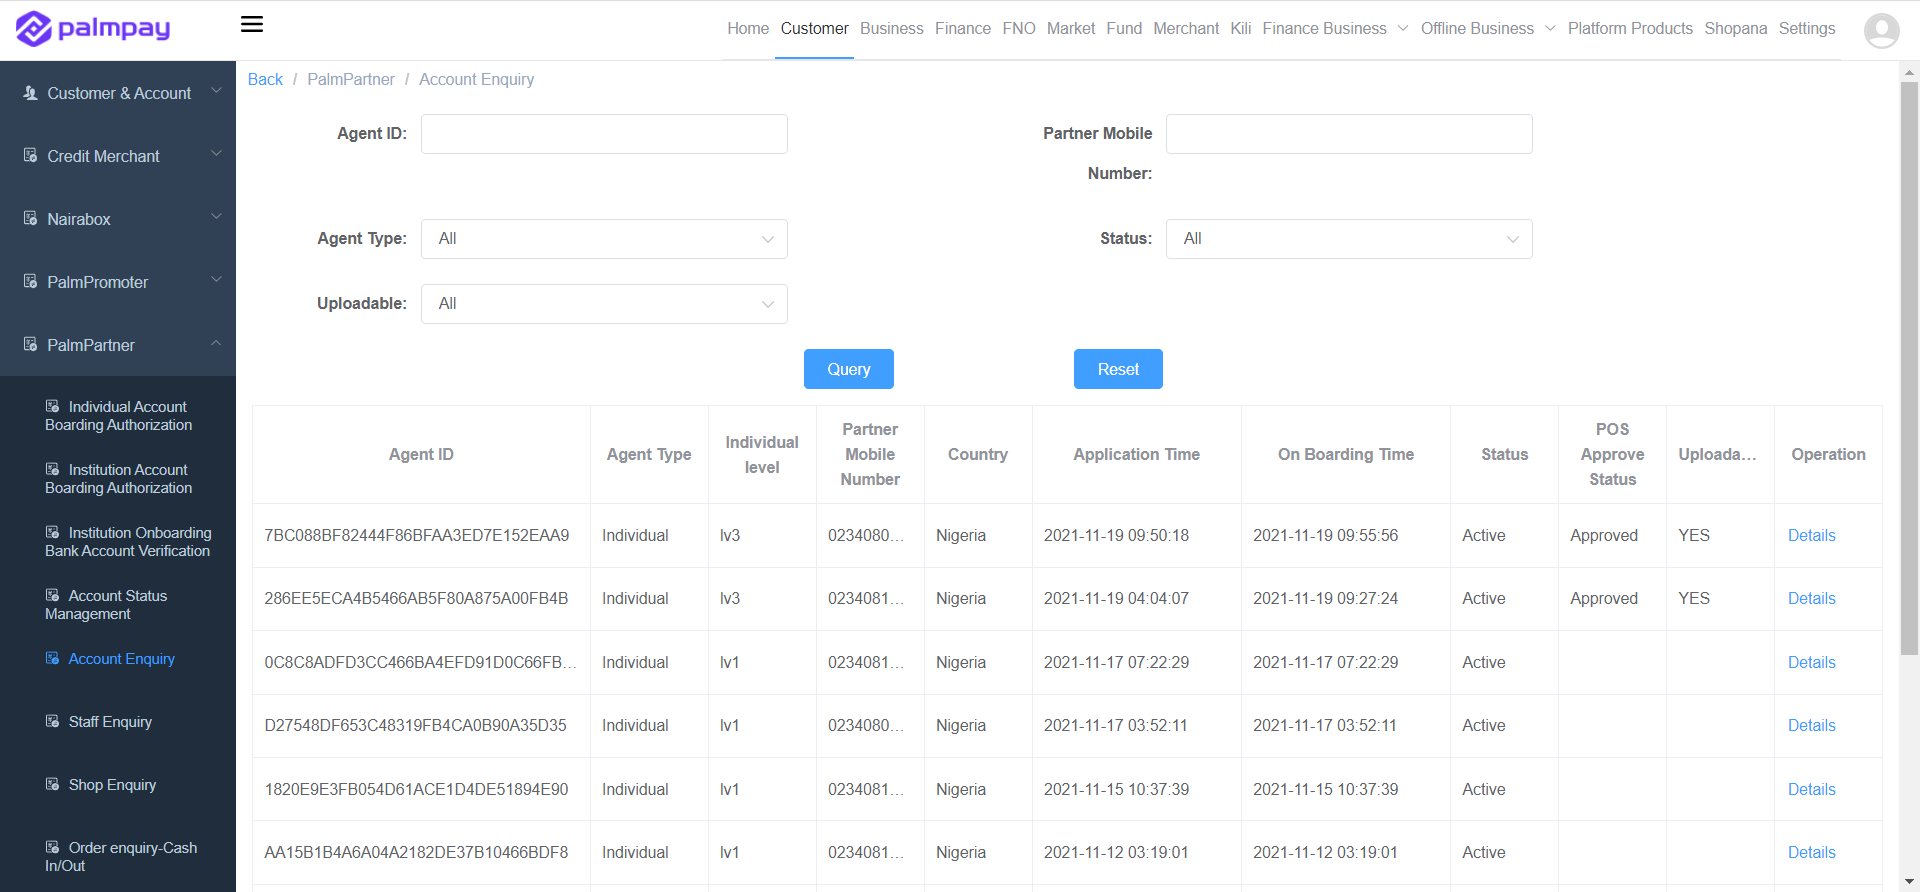 palmpay
Home Customer Business Finance FNO Market Fund Merchant Kili Finance Business Offline Business Platform Products Shopana Settings
Customer & Account
Credit Merchant
Nairabox
PalmPromoter
PalmPartner
Individual Account
Boarding Authorization
Institution Account
Boarding Authorization
Institution Onboarding
Bank Account Verification
Account Status
Management
Account Enquiry
Staff Enquiry
Shop Enquiry
Order enquiry-Cash
In/Out
Back / PalmPartner / Account Enquiry
Agent ID:
Partner Mobile
Number:
Agent Type: All
Status: All
Uploadable: All
Query Reset
Agent ID Agent Type Individual level Partner Mobile Number Country Application Time On Boarding Time Status POS Approve Status Uploada... Operation
7BC088BF82444F86BFAA3ED7E152EAA9 Individual lv3 0234080... Nigeria 2021-11-19 09:50:18 2021-11-19 09:55:56 Active Approved YES Details
286EE5ECA4B5466AB5F80A875A00FB4B Individual lv3 0234081... Nigeria 2021-11-19 04:04:07 2021-11-19 09:27:24 Active Approved YES Details
0C8C8ADFD3CC466BA4EFD91D0C66FB... Individual lv1 0234081... Nigeria 2021-11-17 07:22:29 2021-11-17 07:22:29 Active Details
D27548DF653C48319FB4CA0B90A35D35 Individual lv1 0234080... Nigeria 2021-11-17 03:52:11 2021-11-17 03:52:11 Active Details
1820E9E3FB054D61ACE1D4DE51894E90 Individual lv1 0234081... Nigeria 2021-11-15 10:37:39 2021-11-15 10:37:39 Active Details
AA15B1B4A6A04A2182DE37B10466BDF8 Individual lv1 0234081... Nigeria 2021-11-12 03:19:01 2021-11-12 03:19:01 Active Details